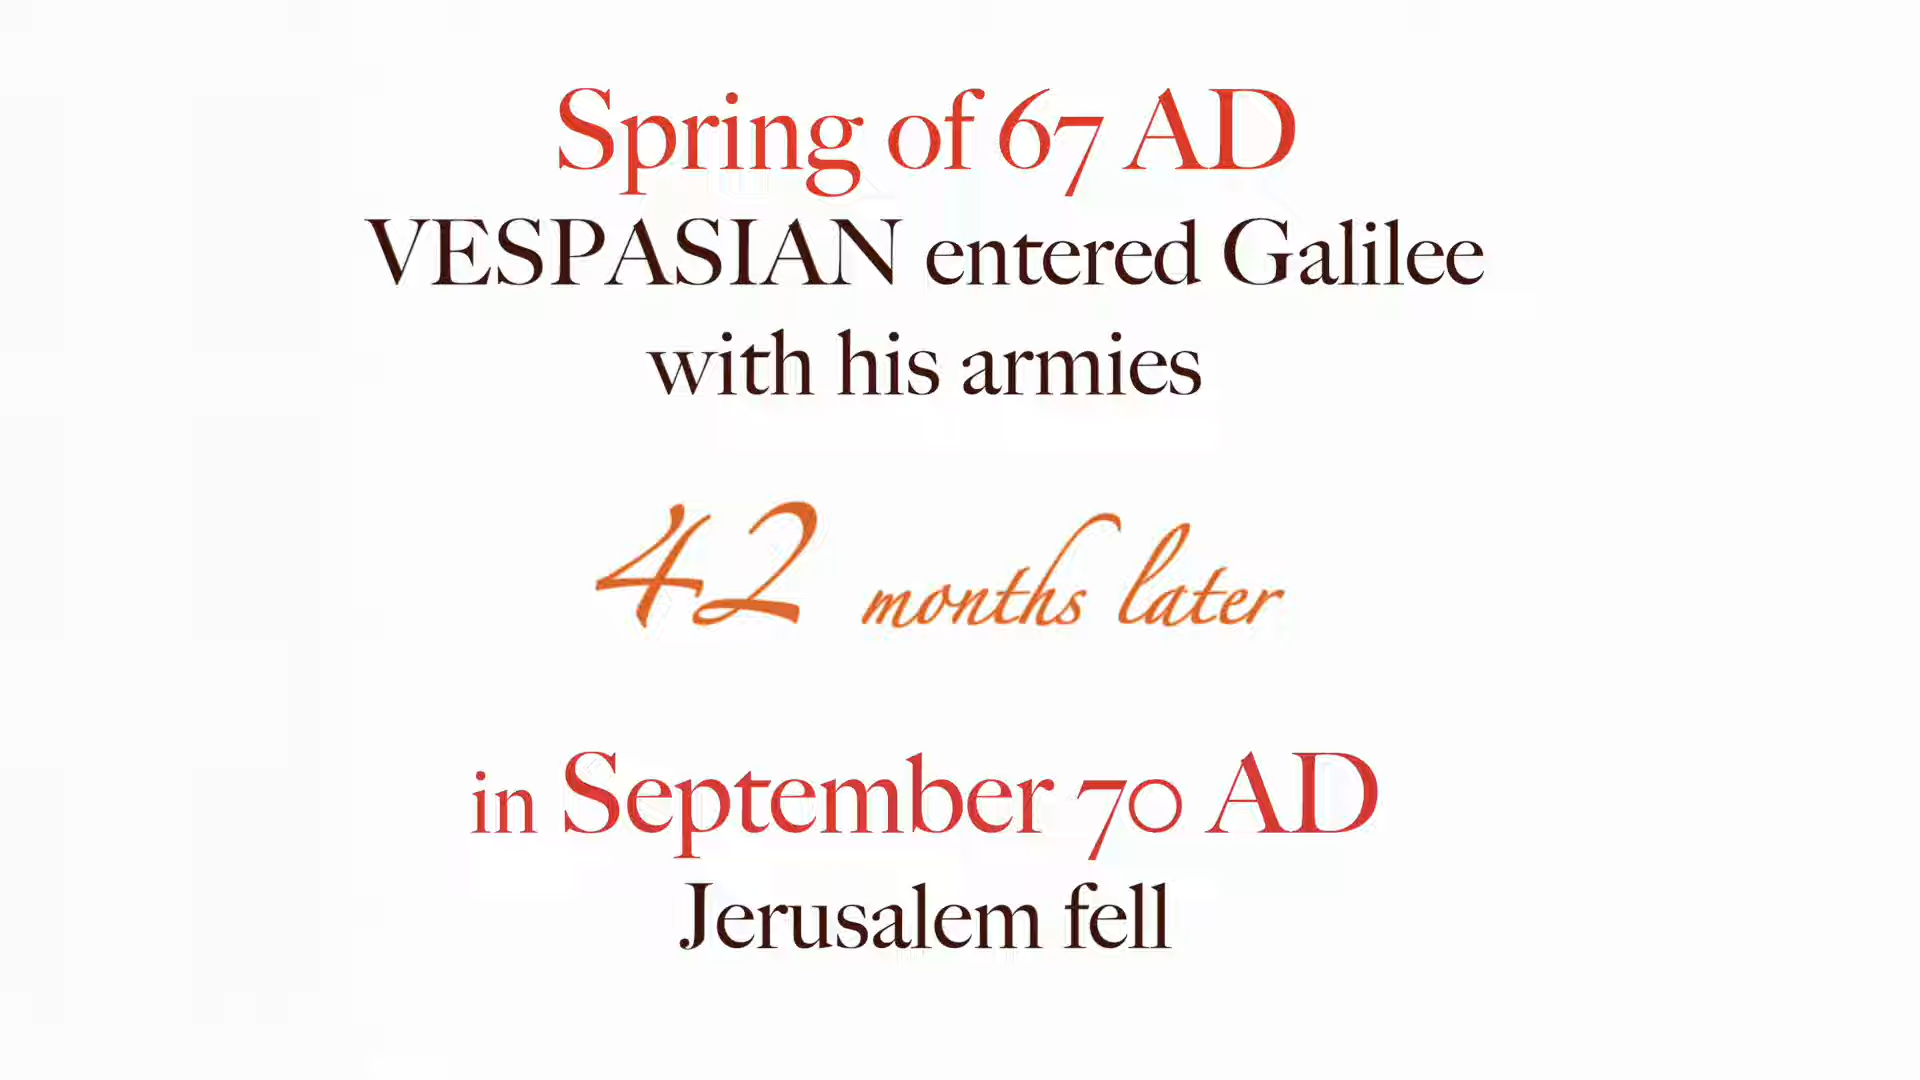 Spring of 67 AD
VESPASIAN entered Galilee
with his armies
42 months later
in September 70 AD
Jerusalem fell